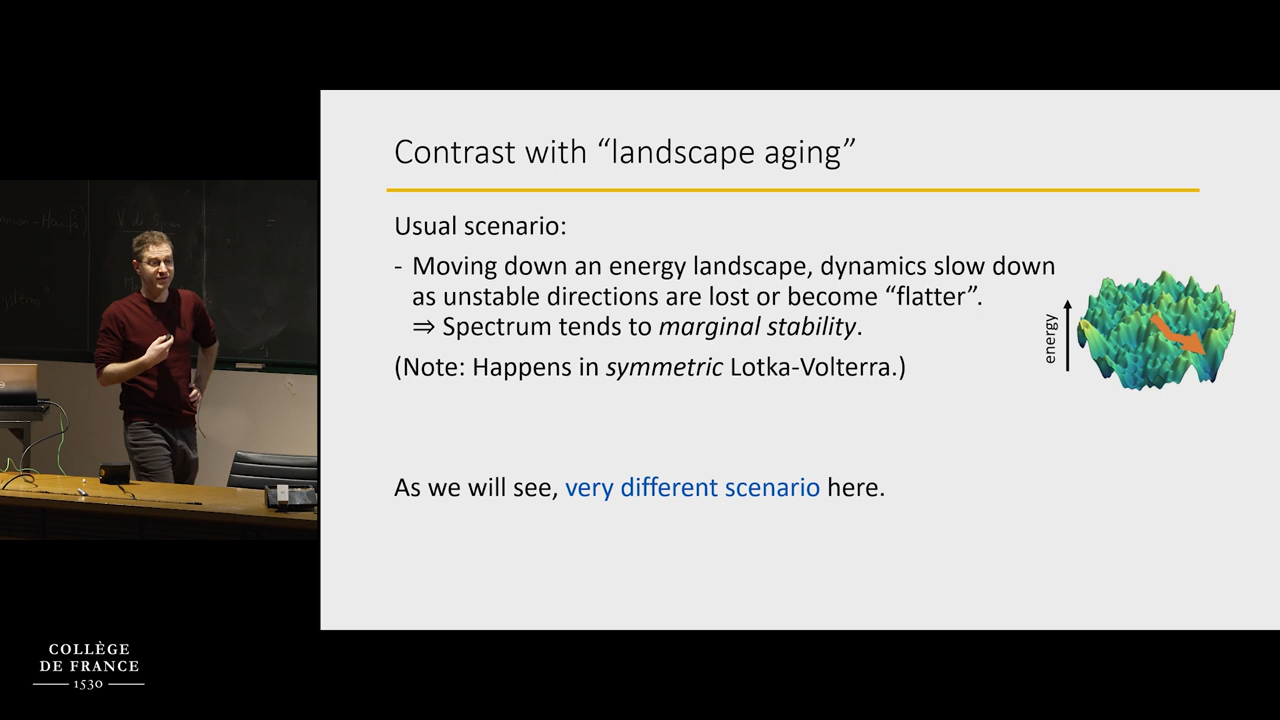 Contrast with “landscape aging”
Usual scenario:
- Moving down an energy landscape, dynamics slow down
as unstable directions are lost or become “flatter”.
⇒ Spectrum tends to marginal stability.
(Note: Happens in symmetric Lotka-Volterra.)
energy
As we will see, very different scenario here.
COLLÈGE
DE FRANCE
1530